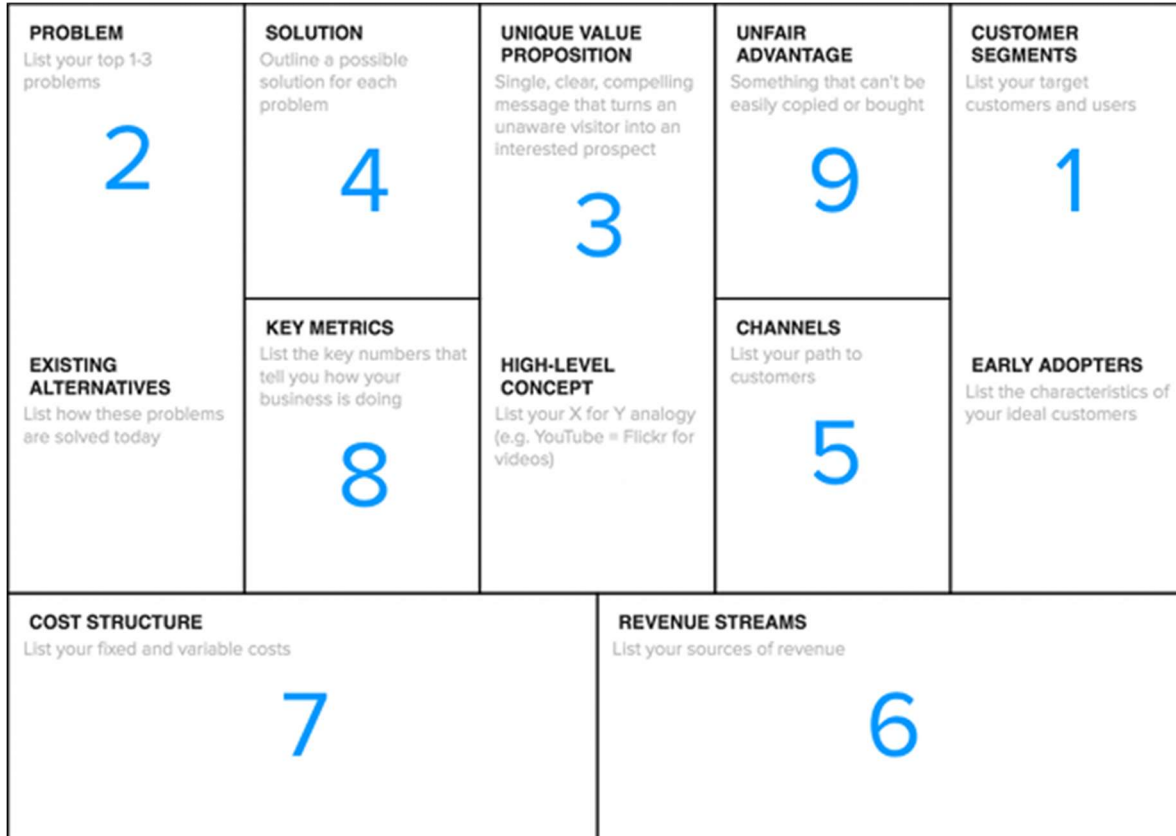 PROBLEM
List your top 1-3
problems
2
EXISTING
ALTERNATIVES
List how these problems
are solved today
SOLUTION
Outline a possible
solution for each
problem
4
KEY METRICS
List the key numbers that
tell you how your
business is doing
8
UNIQUE VALUE
PROPOSITION
Single, clear, compelling
message that turns an
unaware visitor into an
interested prospect
3
HIGH-LEVEL
CONCEPT
List your X for Y analogy
(e.g. YouTube = Flickr for
videos)
UNFAIR
ADVANTAGE
Something that can't be
easily copied or bought
9
CHANNELS
List your path to
customers
5
CUSTOMER
SEGMENTS
List your target
customers and users
1
EARLY ADOPTERS
List the characteristics of
your ideal customers
COST STRUCTURE
List your fixed and variable costs
7
REVENUE STREAMS
List your sources of revenue
6